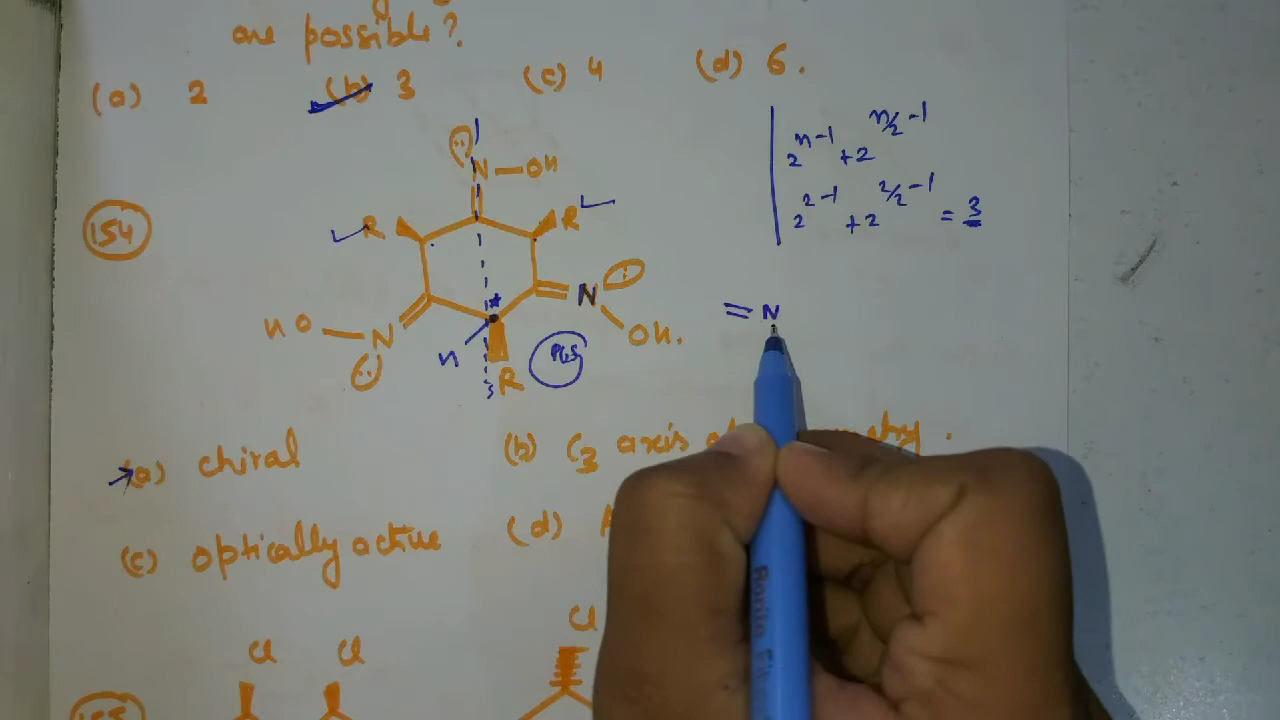 are possible?
(a) 2 (b) 3 (c) 4 (d) 6.
2^{n-1} + 2^{n/2-1}
2^{2-1} + 2^{2/2-1} = 3
154
N — OH
R R
HO — N N
OH.
H R
POS
= N
(a) chiral (b) C3 axis
(c) optically active (d)
Cl Cl Cl
155